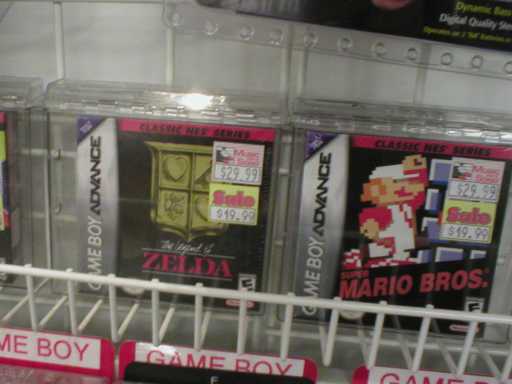 Dynamic Bass
Digital Quality
CLASSIC NES SERIES
GAME BOY ADVANCE
$29.99
Sale
$19.99
The Legend of
ZELDA
E
Nintendo
CLASSIC NES SERIES
GAME BOY ADVANCE
$29.99
Sale
$19.99
SUPER
MARIO BROS.
E
ME BOY
GAME BOY
GAME